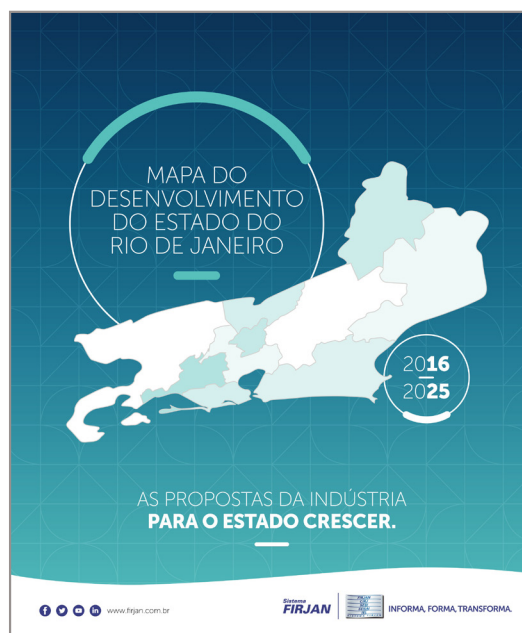 MAPA DO
DESENVOLVIMENTO
DO ESTADO DO
RIO DE JANEIRO
2016
2025
AS PROPOSTAS DA INDÚSTRIA
PARA O ESTADO CRESCER.
www.firjan.com.br
Sistema
FIRJAN
INFORMA, FORMA, TRANSFORMA.